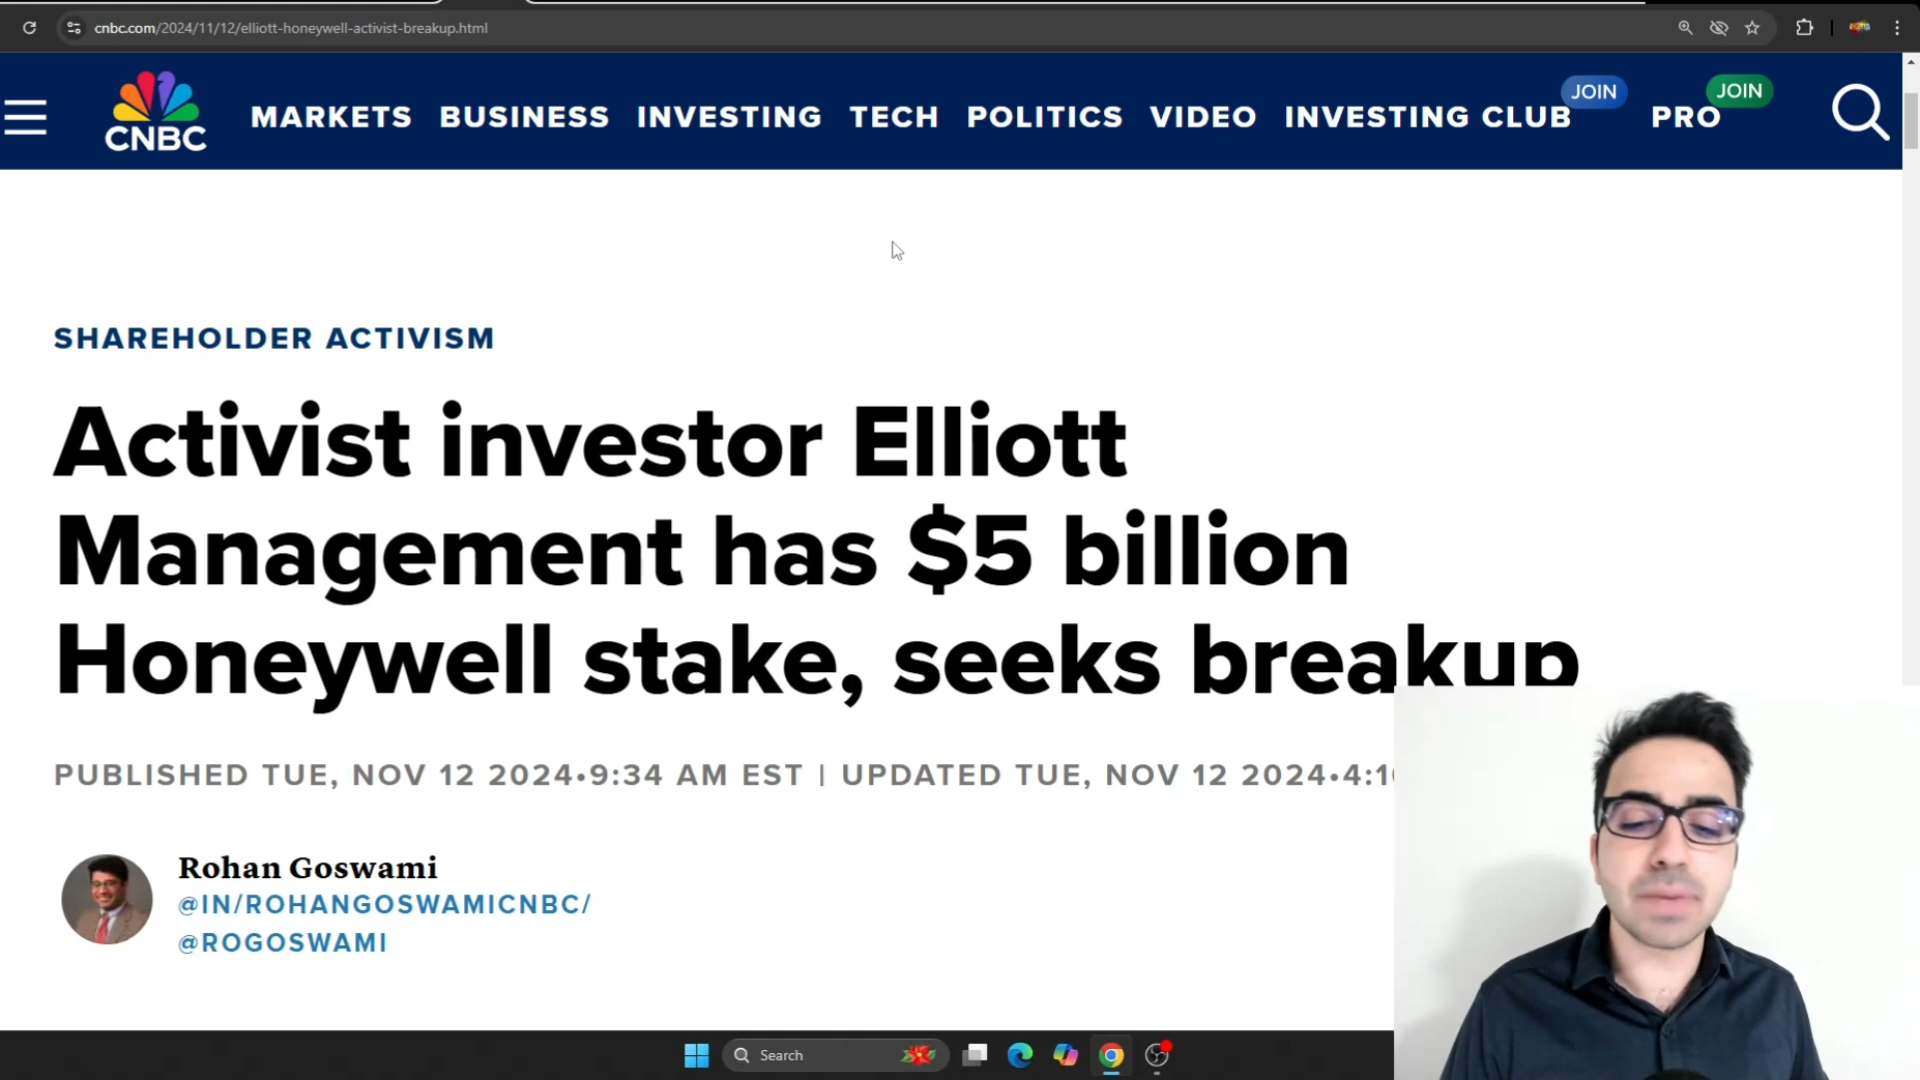 cnbc.com/2024/11/12/elliott-honeywell-activist-breakup.html
CNBC
MARKETS BUSINESS INVESTING TECH POLITICS VIDEO INVESTING CLUB JOIN PRO JOIN
SHAREHOLDER ACTIVISM
Activist investor Elliott
Management has $5 billion
Honeywell stake, seeks breakup
PUBLISHED TUE, NOV 12 2024•9:34 AM EST | UPDATED TUE, NOV 12 2024•4:1
Rohan Goswami
@IN/ROHANGOSWAMICNBC/
@ROGOSWAMI
Search